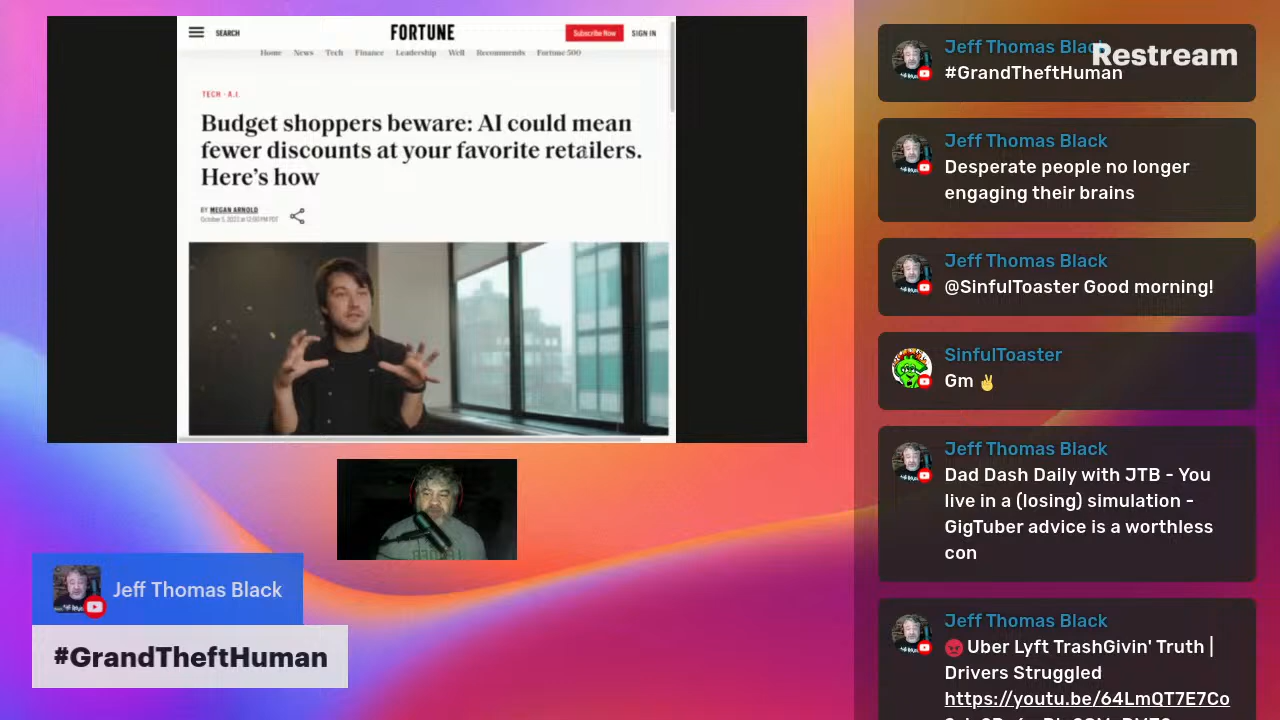 SEARCH
FORTUNE
Subscribe Now
SIGN IN
Home News Tech Finance Leadership Well Recommends Fortune 500
TECH · A.I.
Budget shoppers beware: AI could mean
fewer discounts at your favorite retailers.
Here's how
BY MEGAN ARNOLD
Jeff Thomas Black
#GrandTheftHuman
Restream
Jeff Thomas Black
#GrandTheftHuman
Jeff Thomas Black
Desperate people no longer
engaging their brains
Jeff Thomas Black
@SinfulToaster Good morning!
SinfulToaster
Gm ✌
Jeff Thomas Black
Dad Dash Daily with JTB - You
live in a (losing) simulation -
GigTuber advice is a worthless
con
Jeff Thomas Black
😡Uber Lyft TrashGivin' Truth |
Drivers Struggled
https://youtu.be/64LmQT7E7Co